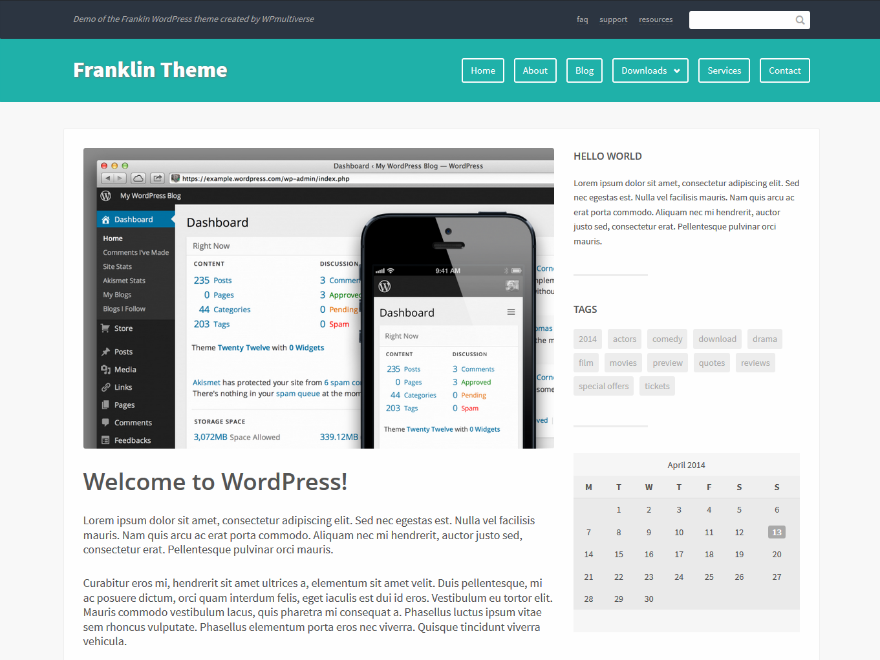 Demo of the Franklin WordPress theme created by WPmultiverse
faq support resources
Franklin Theme
Home About Blog Downloads Services Contact
Dashboard ‹ My WordPress Blog — WordPress
https://example.wordpress.com/wp-admin/index.php
My WordPress Blog
Dashboard
Home
Comments I've Made
Site Stats
Akismet Stats
My Blogs
Blogs I Follow
Store
Posts
Media
Links
Pages
Comments
Feedbacks
Dashboard
Right Now
CONTENT DISCUSSION
235 Posts 3
0 Pages 3 Approved
44 Categories 0 Pending
203 Tags 0 Spam
Theme Twenty Twelve with 0 Widgets
Akismet has protected your site from 6 spam
There's nothing in your spam queue at the
STORAGE SPACE
3,072MB Space Allowed 339.12MB
9:41 AM
Dashboard
Right Now
CONTENT DISCUSSION
235 Posts 3 Comments
0 Pages 3 Approved
44 Categories 0 Pending
203 Tags 0 Spam
Theme Twenty Twelve with 0 Widgets
Welcome to WordPress!
Lorem ipsum dolor sit amet, consectetur adipiscing elit. Sed nec egestas est. Nulla vel facilisis
mauris. Nam quis arcu ac erat porta commodo. Aliquam nec mi hendrerit, auctor justo sed,
consectetur erat. Pellentesque pulvinar orci mauris.
Curabitur eros mi, hendrerit sit amet ultrices a, elementum sit amet velit. Duis pellentesque, mi
ac posuere dictum, orci quam interdum felis, eget iaculis est dui id eros. Vestibulum eu tortor elit.
Mauris commodo vestibulum lacus, quis pharetra mi consequat a. Phasellus luctus ipsum vitae
sem rhoncus vulputate. Phasellus elementum porta eros nec viverra. Quisque tincidunt viverra
vehicula.
HELLO WORLD
Lorem ipsum dolor sit amet, consectetur adipiscing elit. Sed
nec egestas est. Nulla vel facilisis mauris. Nam quis arcu ac
erat porta commodo. Aliquam nec mi hendrerit, auctor
justo sed, consectetur erat. Pellentesque pulvinar orci
mauris.
TAGS
2014 actors comedy download drama
film movies preview quotes reviews
special offers tickets
April 2014
M T W T F S S
1 2 3 4 5 6
7 8 9 10 11 12 13
14 15 16 17 18 19 20
21 22 23 24 25 26 27
28 29 30